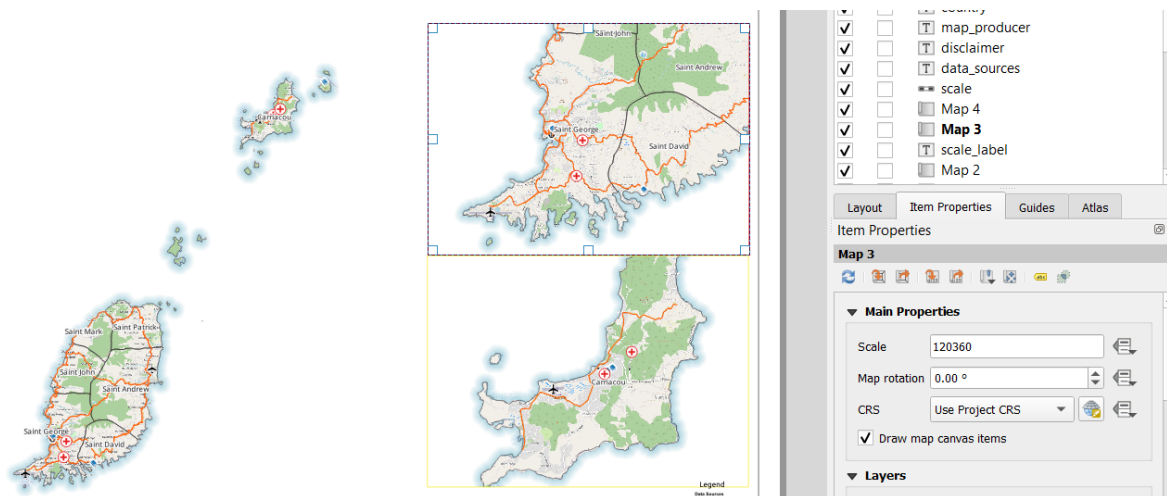 country
map_producer
disclaimer
data_sources
scale
Map 4
Map 3
scale_label
Map 2
Layout
Item Properties
Guides
Atlas
Item Properties
Map 3
abc
Main Properties
Scale
120360
Map rotation
0.00 °
CRS
Use Project CRS
Draw map canvas items
Layers
Saint John
Saint Andrew
Saint George
Saint David
Carriacou
Saint Mark
Saint Patrick
Saint John
Saint Andrew
Saint George
Saint David
Legend
Data Sources